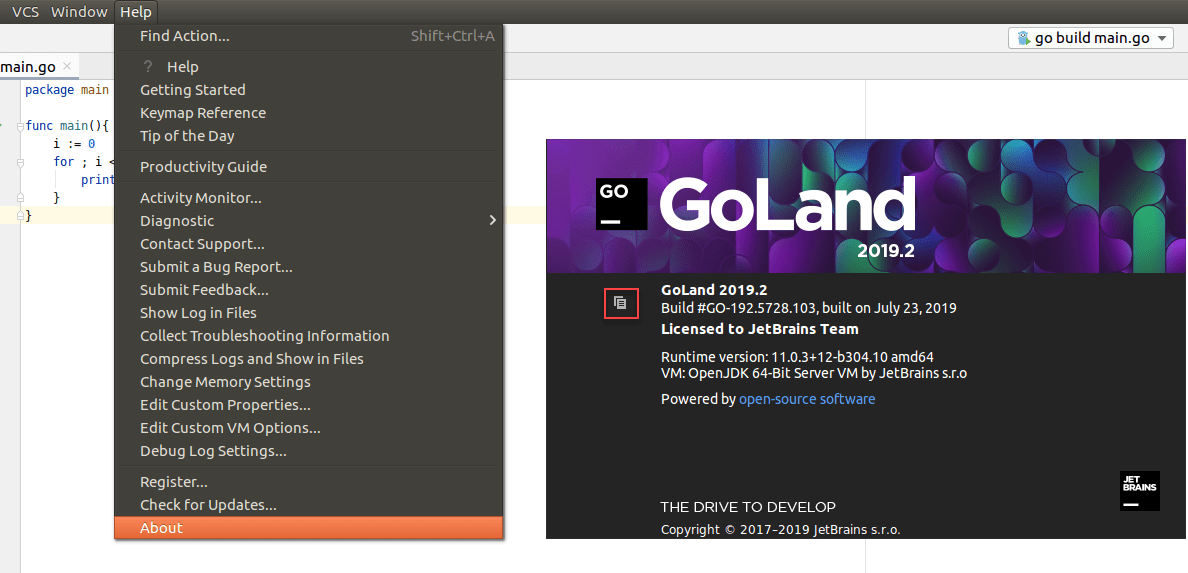 VCS Window Help
Find Action... Shift+Ctrl+A
go build main.go
main.go
? Help
Getting Started
Keymap Reference
Tip of the Day
Productivity Guide
Activity Monitor...
Diagnostic
Contact Support...
Submit a Bug Report...
Submit Feedback...
Show Log in Files
Collect Troubleshooting Information
Compress Logs and Show in Files
Change Memory Settings
Edit Custom Properties...
Edit Custom VM Options...
Debug Log Settings...
Register...
Check for Updates...
About
package main
func main(){
i := 0
for ; i <
print
}
}
GO
GoLand
2019.2
GoLand 2019.2
Build #GO-192.5728.103, built on July 23, 2019
Licensed to JetBrains Team
Runtime version: 11.0.3+12-b304.10 amd64
VM: OpenJDK 64-Bit Server VM by JetBrains s.r.o
Powered by open-source software
JET
BRAINS
THE DRIVE TO DEVELOP
Copyright © 2017-2019 JetBrains s.r.o.